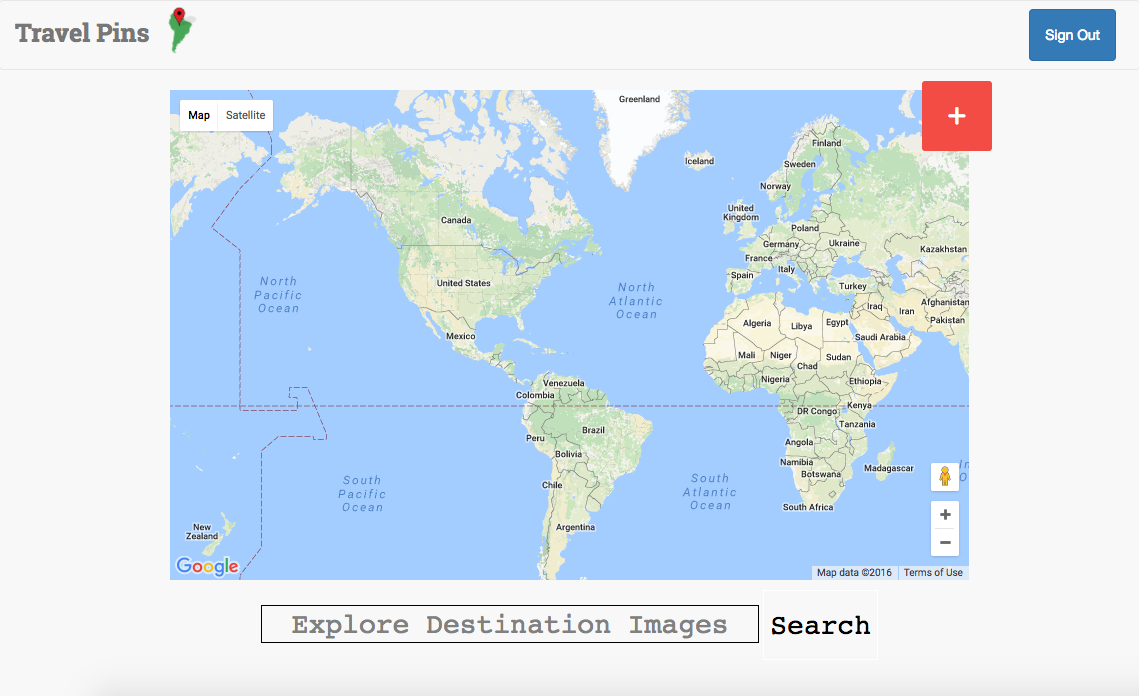 Travel Pins
Sign Out
Map Satellite
+
Greenland
Iceland
Finland
Sweden
Norway
United
Kingdom
Canada
Poland
Germany
Ukraine
France
Kazakhstan
Italy
Spain
United States
Turkey
North
Pacific
Ocean
North
Atlantic
Ocean
Iraq
Iran
Afghanistan
Pakistan
Algeria
Libya
Egypt
Saudi Arabia
Mexico
Mali
Niger
Chad
Sudan
Nigeria
Ethiopia
Venezuela
Colombia
Kenya
DR Congo
Tanzania
Brazil
Peru
Angola
Bolivia
Namibia
Botswana
Madagascar
Chile
South
Pacific
Ocean
South
Atlantic
Ocean
South Africa
In
O
+
−
New
Zealand
Argentina
Google
Map data ©2016 Terms of Use
Explore Destination Images Search